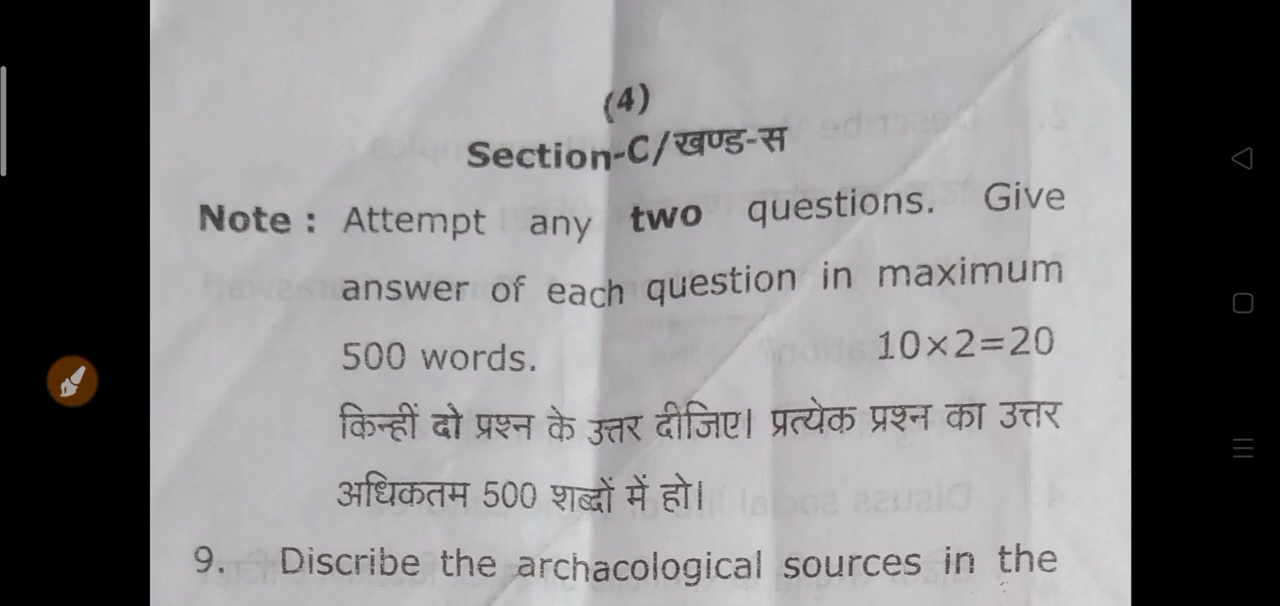 (4)
Section-C/खण्ड-स
Note : Attempt any two questions. Give
answer of each question in maximum
500 words. 10×2=20
किन्हीं दो प्रश्न के उत्तर दीजिए। प्रत्येक प्रश्न का उत्तर
अधिकतम 500 शब्दों में हो।
9. Discribe the archacological sources in the